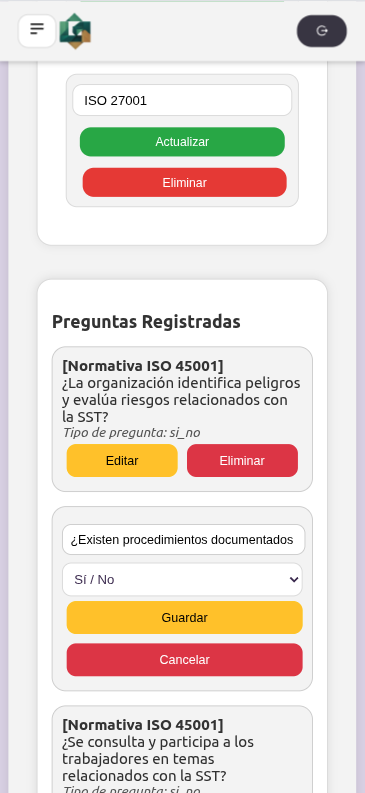 ISO 27001
Actualizar
Eliminar
Preguntas Registradas
[Normativa ISO 45001]
¿La organización identifica peligros
y evalúa riesgos relacionados con
la SST?
Tipo de pregunta: si_no
Editar
Eliminar
¿Existen procedimientos documentados
Sí / No
Guardar
Cancelar
[Normativa ISO 45001]
¿Se consulta y participa a los
trabajadores en temas
relacionados con la SST?
Tipo de pregunta: si_no